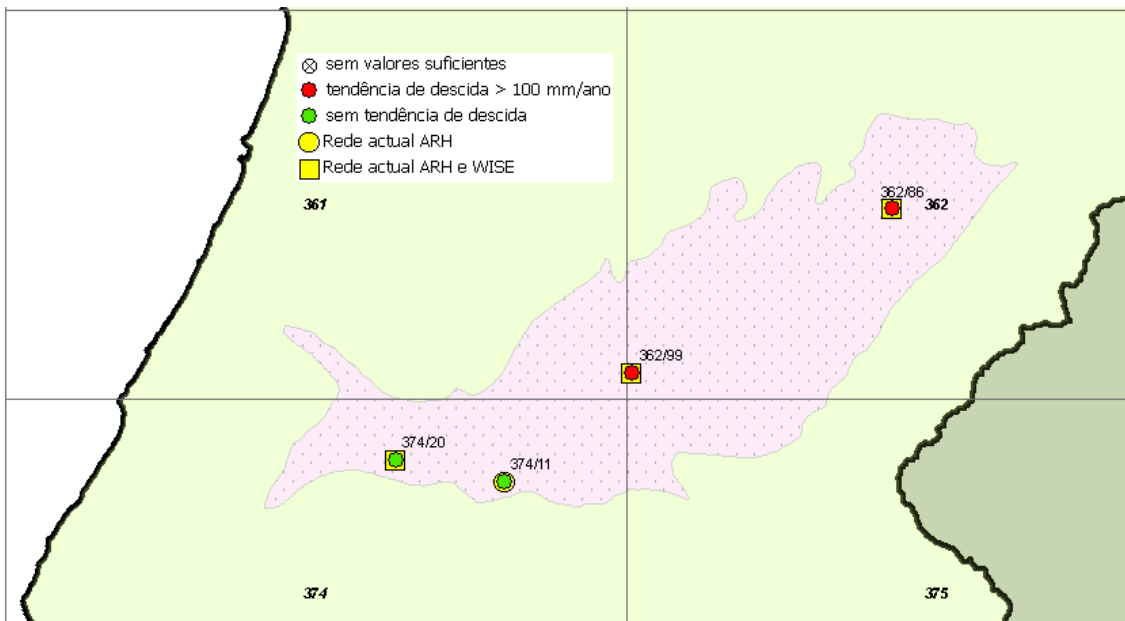 sem valores suficientes
tendência de descida > 100 mm/ano
sem tendência de descida
Rede actual ARH
Rede actual ARH e WISE
361
362/86
362
362/99
374/20
374/11
374
375